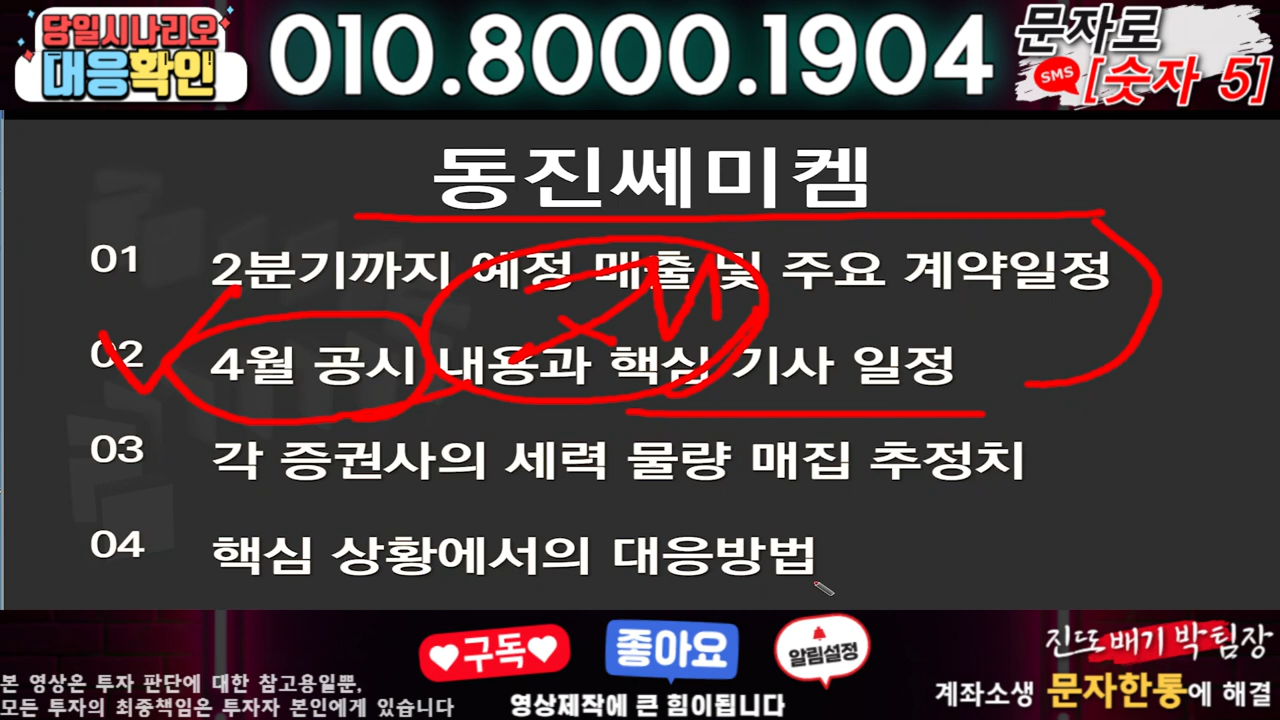 당일시나리오
대응확인
010.8000.1904
문자로
SMS [숫자 5]
동진쎄미켐
01 2분기까지 예정 매출 및 주요 계약일정
02 4월 공시 내용과 핵심 기사 일정
03 각 증권사의 세력 물량 매집 추정치
04 핵심 상황에서의 대응방법
구독
좋아요
알림설정
영상제작에 큰 힘이됩니다
본 영상은 투자 판단에 대한 참고용일뿐,
모든 투자의 최종책임은 투자자 본인에게 있습니다
진또배기 박팀장
계좌소생 문자한통에 해결